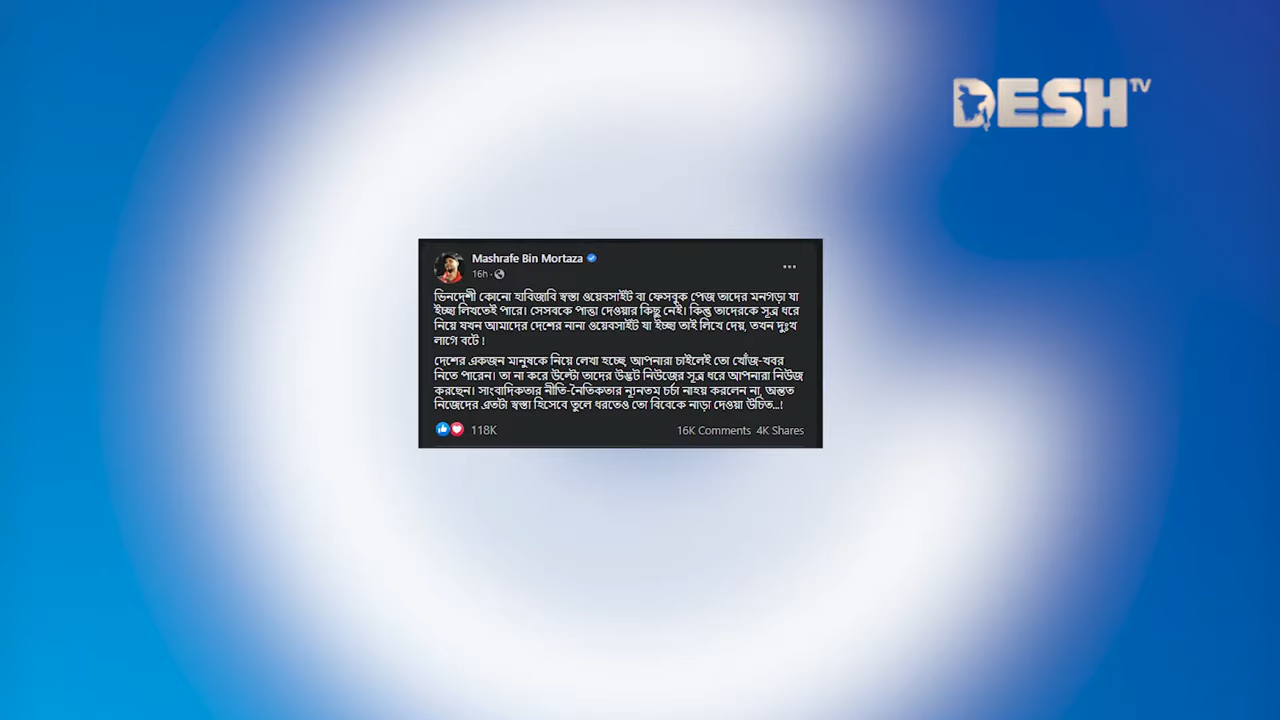 DESH TV
Mashrafe Bin Mortaza
16h ·
ভিনদেশী কোনো হাবিজাবি স্বস্তা ওয়েবসাইট বা ফেসবুক পেজ তাদের মনগড়া যা
ইচ্ছা লিখতেই পারে। সেসবকে পাত্তা দেওয়ার কিছু নেই। কিন্তু তাদেরকে সূত্র ধরে
নিয়ে যখন আমাদের দেশের নানা ওয়েবসাইট যা ইচ্ছা তাই লিখে দেয়, তখন দুঃখ
লাগে বটে !
দেশের একজন মানুষকে নিয়ে লেখা হচ্ছে, আপনারা চাইলেই তো খোঁজ-খবর
নিতে পারেন। তা না করে উল্টো তাদের উদ্ভট নিউজের সূত্র ধরে আপনারা নিউজ
করছেন। সাংবাদিকতার নীতি-নৈতিকতার ন্যূনতম চর্চা নাহয় করলেন না, অন্তত
নিজেদের এতটা স্বস্তা হিসেবে তুলে ধরতেও তো বিবেকে নাড়া দেওয়া উচিত...!
118K
16K Comments 4K Shares